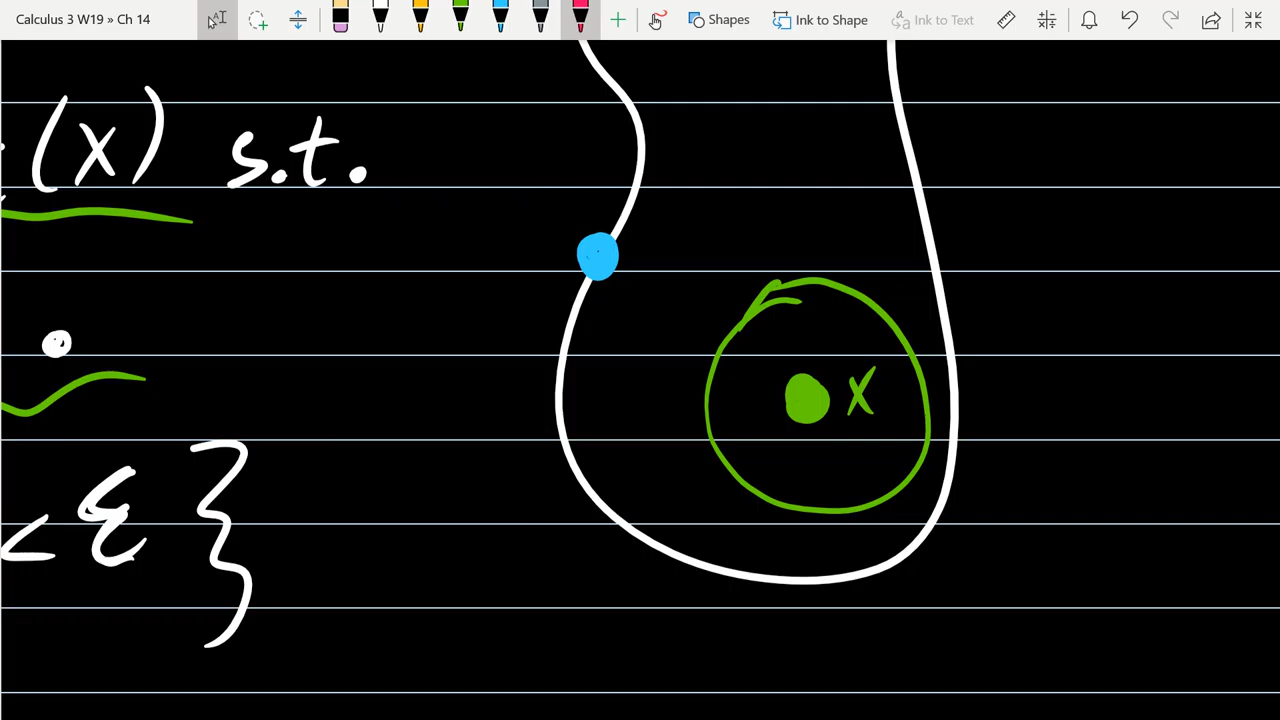 Calculus 3 W19 » Ch 14
Shapes
Ink to Shape
Ink to Text
(x) s.t.
.
x
< ε }